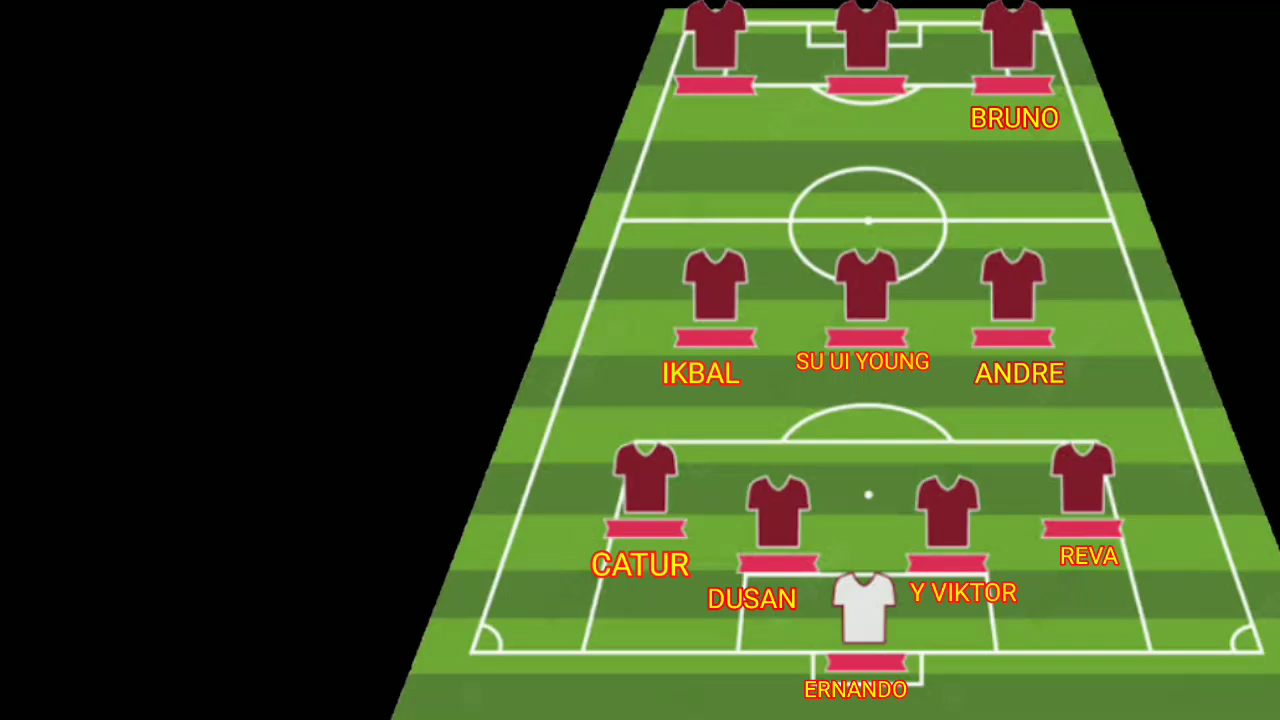 BRUNO
IKBAL
SU UI YOUNG
ANDRE
CATUR
DUSAN
Y VIKTOR
REVA
ERNANDO